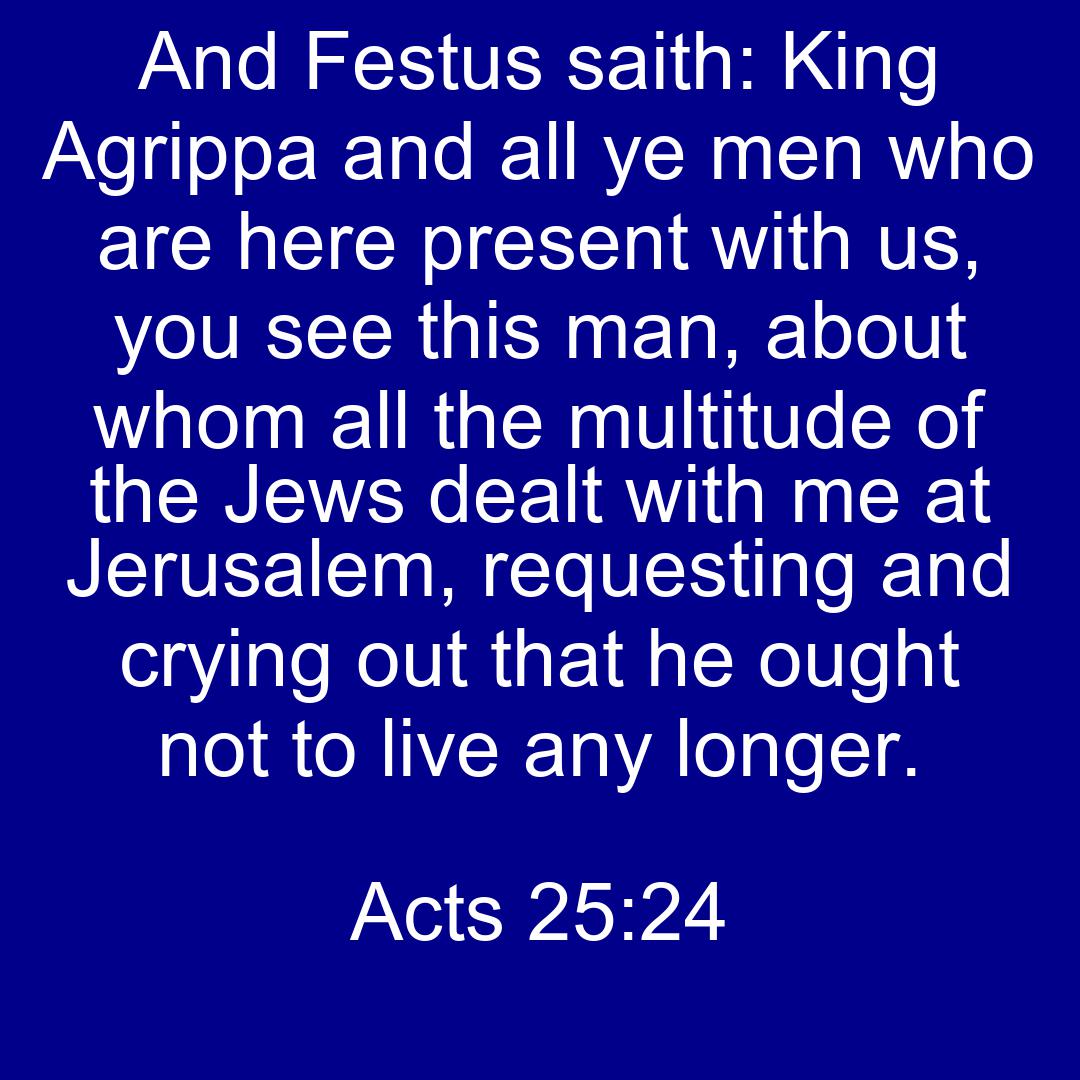 And Festus saith: King
Agrippa and all ye men who
are here present with us,
you see this man, about
whom all the multitude of
the Jews dealt with me at
Jerusalem, requesting and
crying out that he ought
not to live any longer.
Acts 25:24